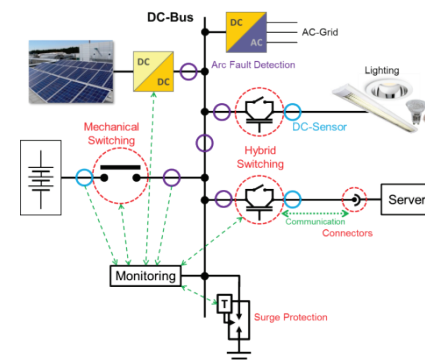 DC-Bus
DC
AC
AC-Grid
DC
DC
Arc Fault Detection
Lighting
Mechanical
Switching
DC-Sensor
Hybrid
Switching
Server
Communication
Connectors
Monitoring
T
Surge Protection